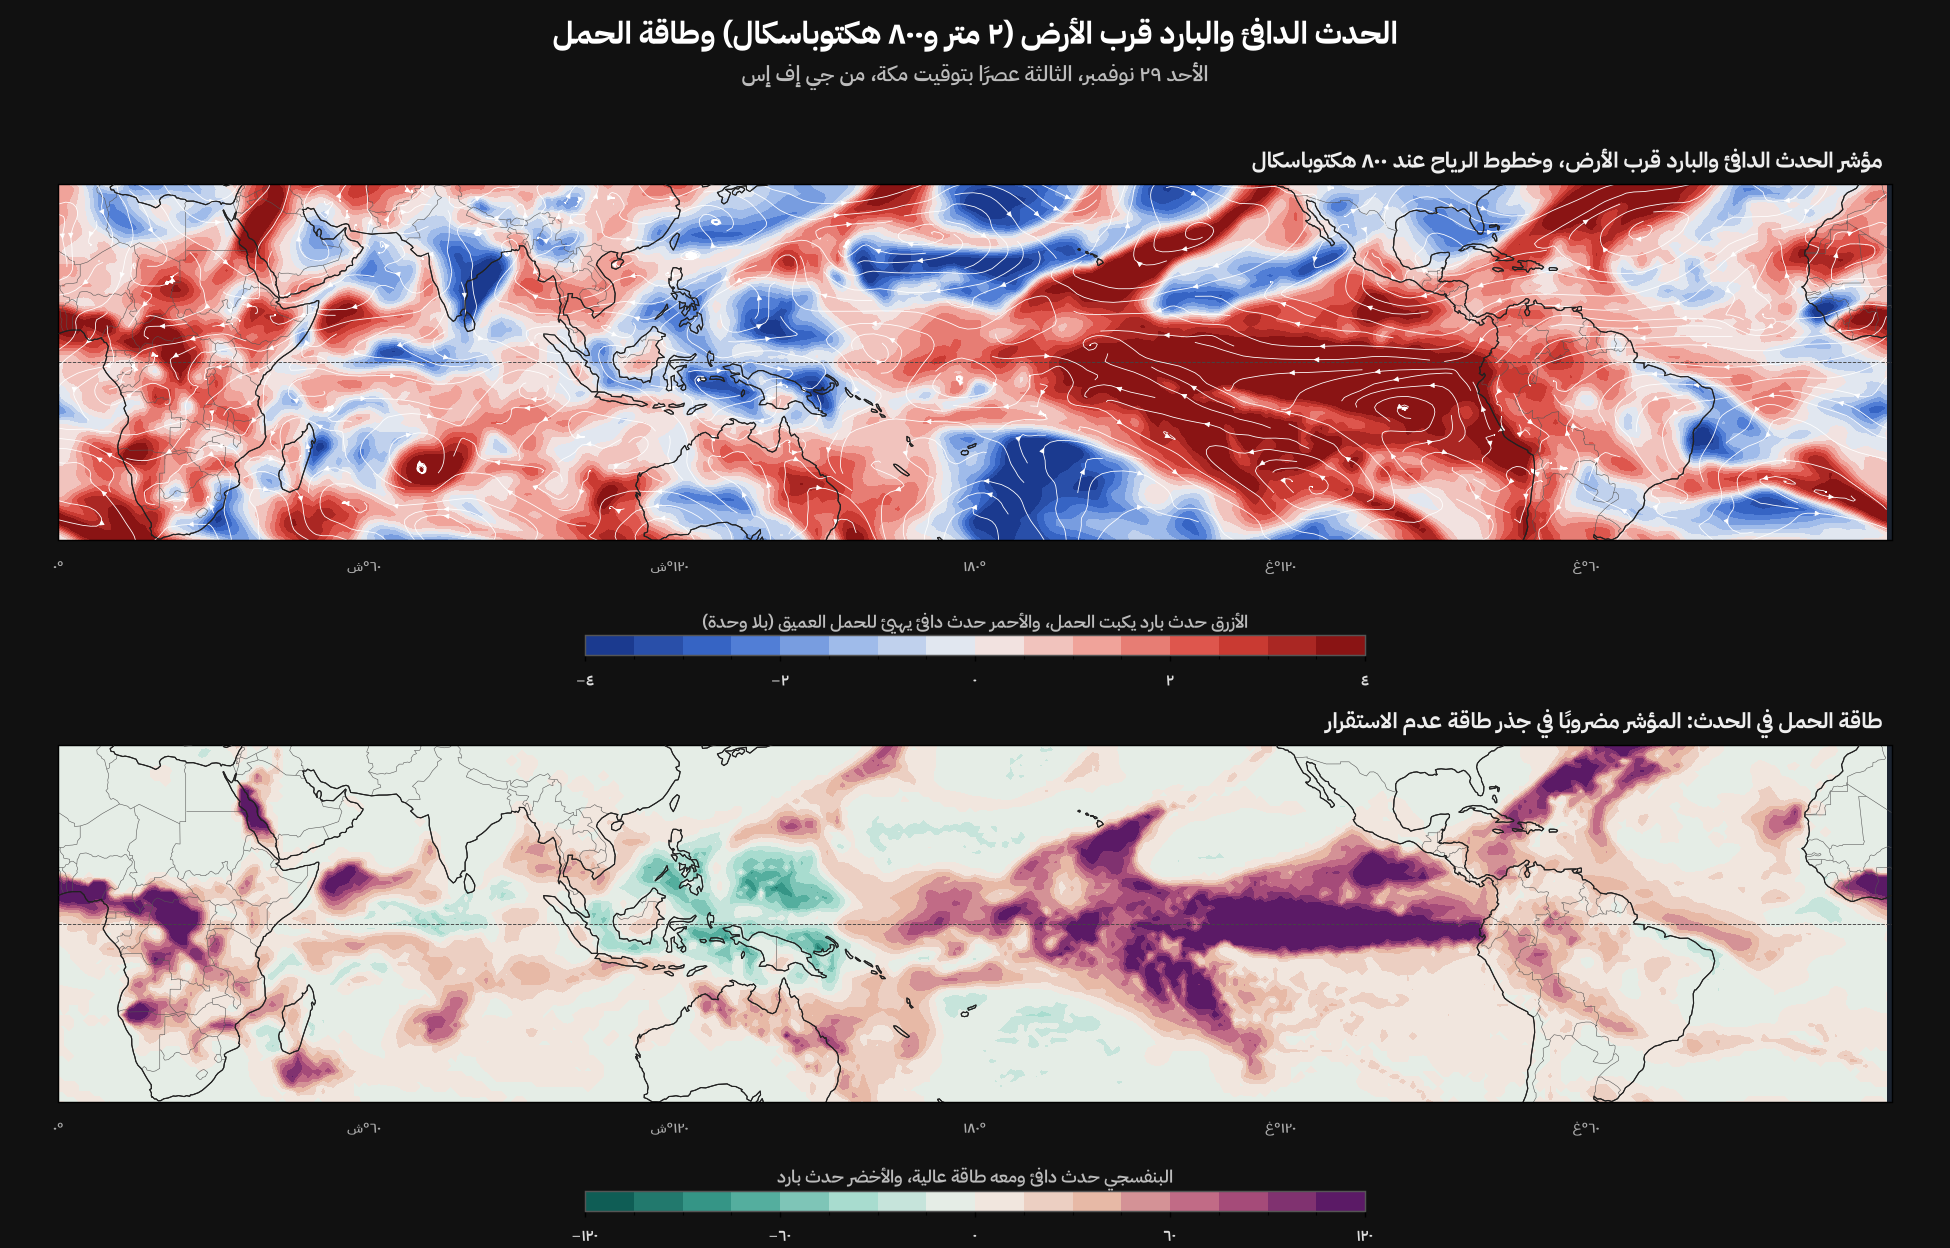 الحدث الدافئ والبارد قرب الأرض (٢ متر و٨٠٠ هكتوباسكال) وطاقة الحمل
الأحد ٢٩ نوفمبر، الثالثة عصرًا بتوقيت مكة، من جي إف إس
مؤشر الحدث الدافئ والبارد قرب الأرض، وخطوط الرياح عند ٨٠٠ هكتوباسكال
°٠ ٦٠°ش ١٢٠°ش °١٨٠ ١٢٠°غ ٦٠°غ
الأزرق حدث بارد يكبت الحمل، والأحمر حدث دافئ يهيئ للحمل العميق (بلا وحدة)
−٤ −٢ ٠ ٢ ٤
طاقة الحمل في الحدث: المؤشر مضروبًا في جذر طاقة عدم الاستقرار
°٠ ٦٠°ش ١٢٠°ش °١٨٠ ١٢٠°غ ٦٠°غ
البنفسجي حدث دافئ ومعه طاقة عالية، والأخضر حدث بارد
−١٢٠ −٦٠ ٠ ٦٠ ١٢٠